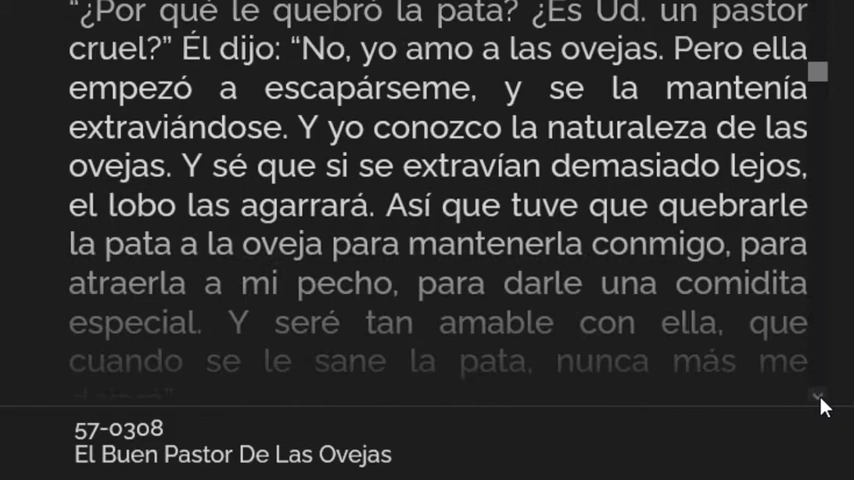 “¿Por qué le quebró la pata? ¿Es Ud. un pastor
cruel?” Él dijo: “No, yo amo a las ovejas. Pero ella
empezó a escapárseme, y se la mantenía
extraviándose. Y yo conozco la naturaleza de las
ovejas. Y sé que si se extravían demasiado lejos,
el lobo las agarrará. Así que tuve que quebrarle
la pata a la oveja para mantenerla conmigo, para
atraerla a mi pecho, para darle una comidita
especial. Y seré tan amable con ella, que
cuando se le sane la pata, nunca más me
57-0308
El Buen Pastor De Las Ovejas